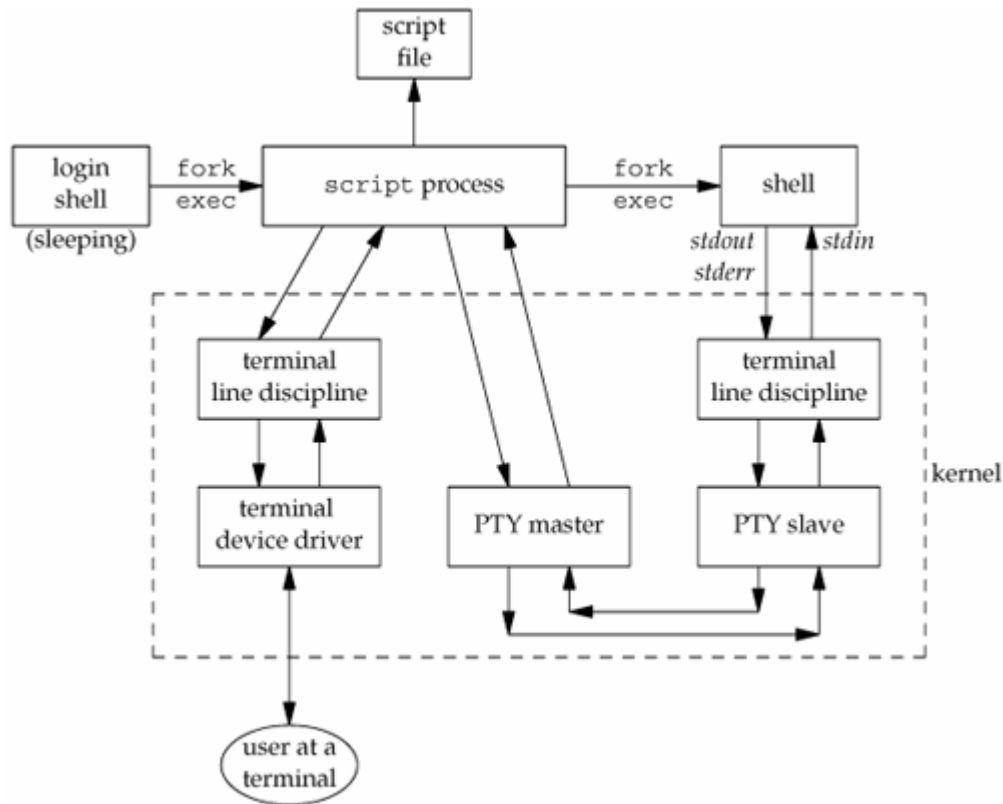 script
file
login
shell
(sleeping)
fork
exec
script process
fork
exec
shell
stdout
stderr
stdin
terminal
line discipline
terminal
line discipline
kernel
terminal
device driver
PTY master
PTY slave
user at a
terminal